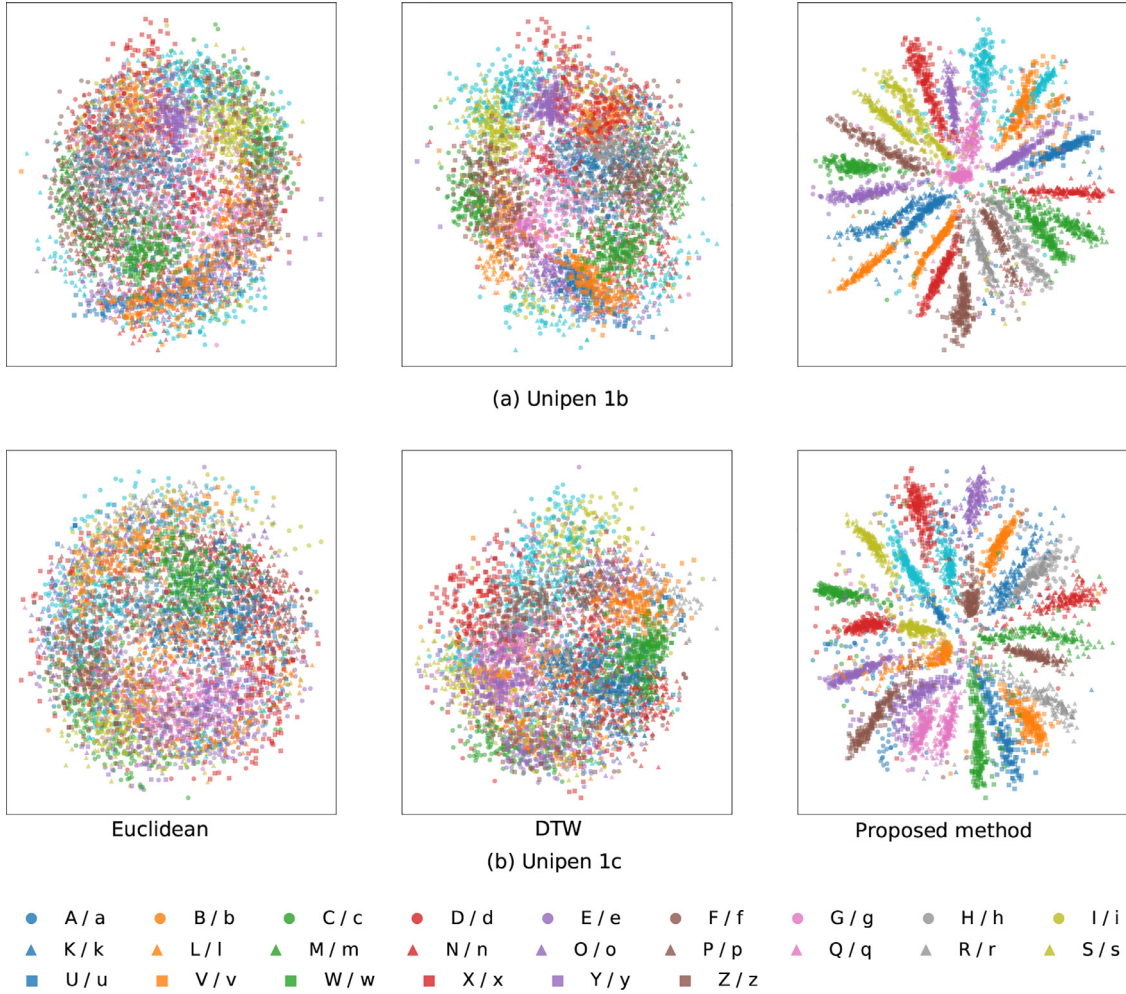 (a) Unipen 1b
Euclidean DTW Proposed method
(b) Unipen 1c
A / a B / b C / c D / d E / e F / f G / g H / h I / i
K / k L / l M / m N / n O / o P / p Q / q R / r S / s
U / u V / v W / w X / x Y / y Z / z